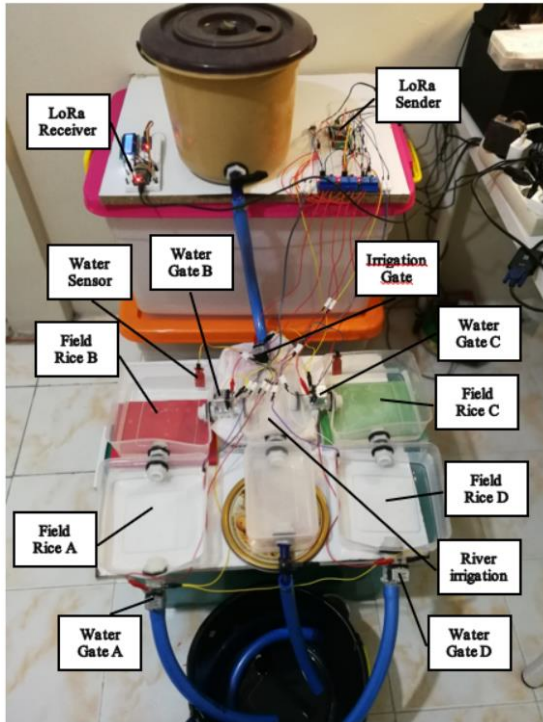 LoRa
Receiver
LoRa
Sender
Water
Gate B
Irrigation
Gate
Water
Sensor
Water
Gate C
Field
Rice B
Field
Rice C
Field
Rice D
Field
Rice A
River
irrigation
Water
Gate A
Water
Gate D